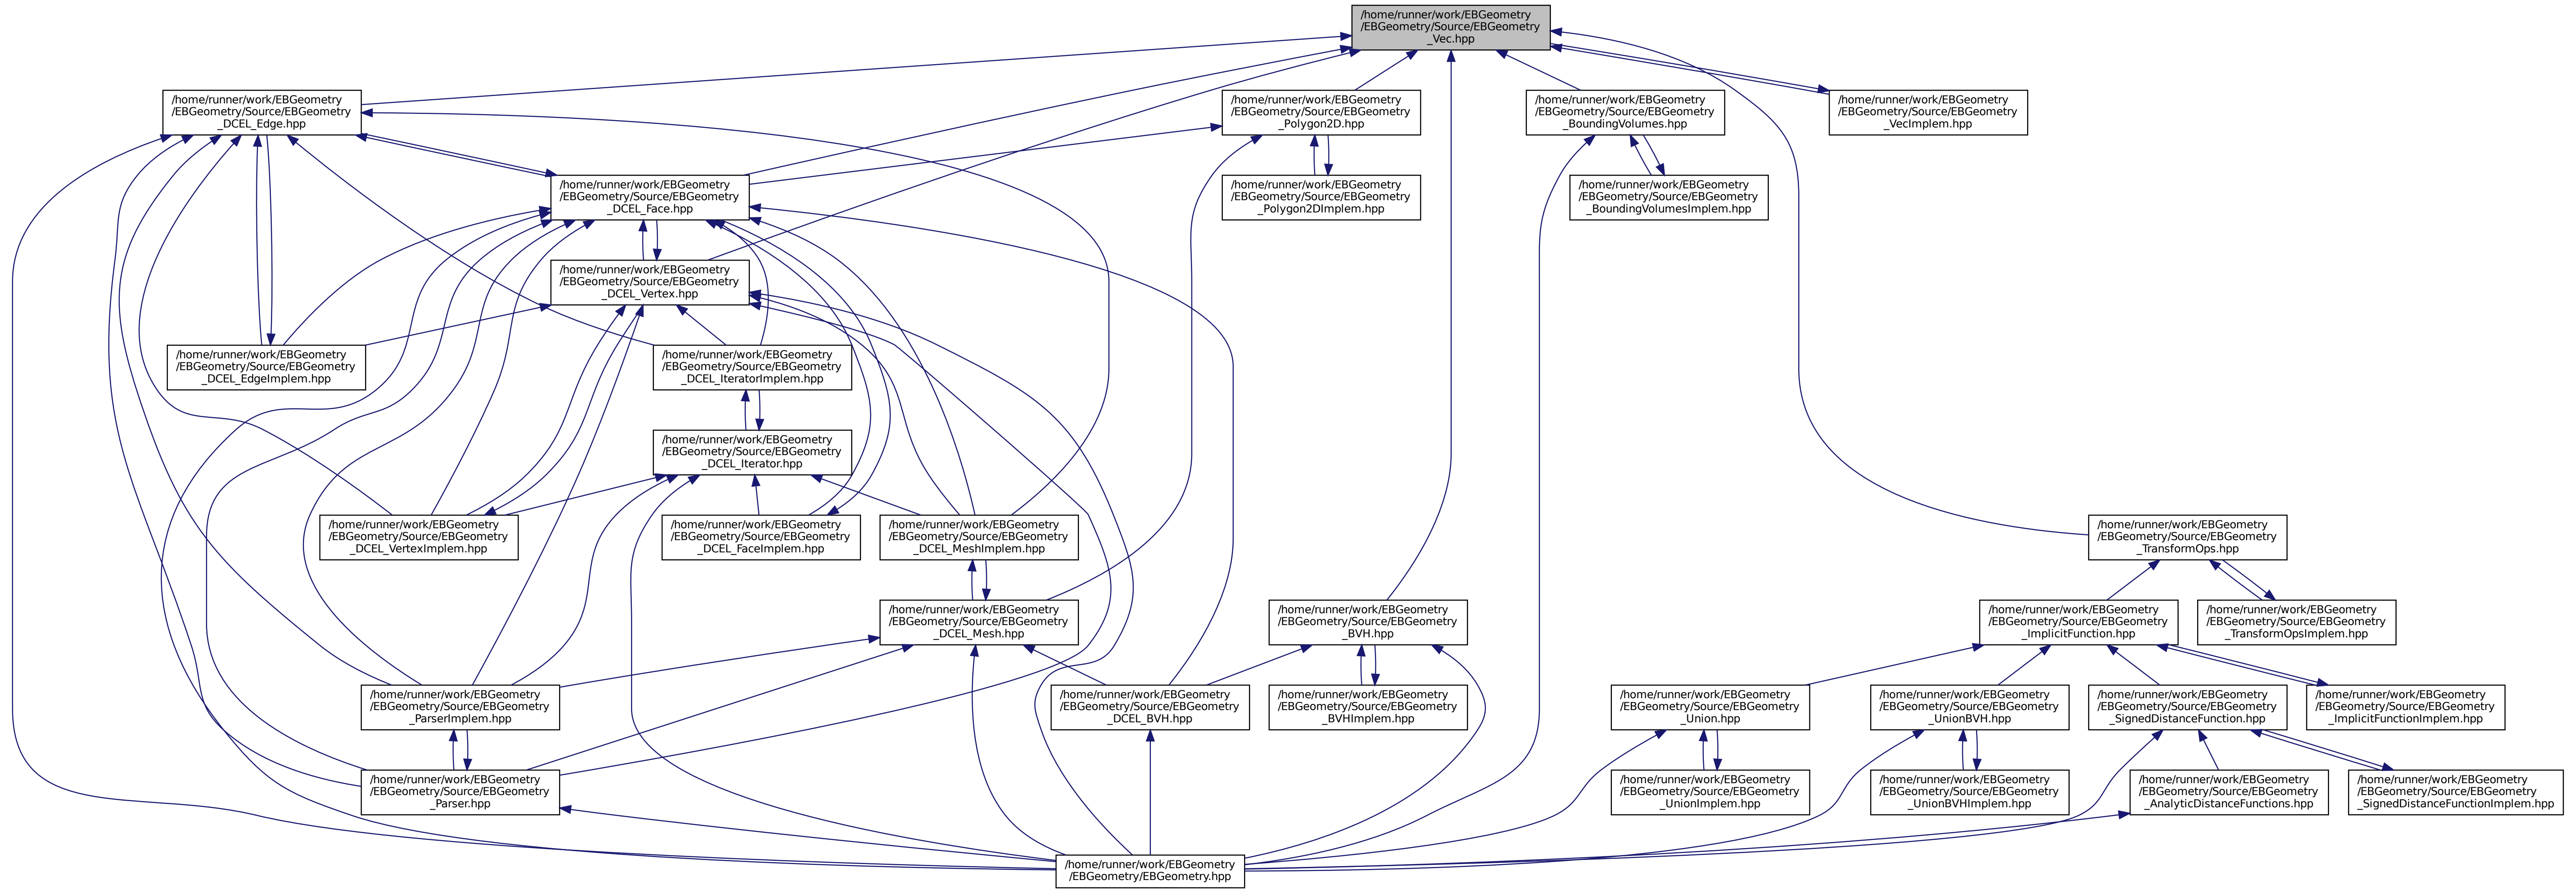 /home/runner/work/EBGeometry
/EBGeometry/Source/EBGeometry
_Vec.hpp
/home/runner/work/EBGeometry
/EBGeometry/Source/EBGeometry
_DCEL_Edge.hpp
/home/runner/work/EBGeometry
/EBGeometry/Source/EBGeometry
_Polygon2D.hpp
/home/runner/work/EBGeometry
/EBGeometry/Source/EBGeometry
_BoundingVolumes.hpp
/home/runner/work/EBGeometry
/EBGeometry/Source/EBGeometry
_VecImplem.hpp
/home/runner/work/EBGeometry
/EBGeometry/Source/EBGeometry
_DCEL_Face.hpp
/home/runner/work/EBGeometry
/EBGeometry/Source/EBGeometry
_Polygon2DImplem.hpp
/home/runner/work/EBGeometry
/EBGeometry/Source/EBGeometry
_BoundingVolumesImplem.hpp
/home/runner/work/EBGeometry
/EBGeometry/Source/EBGeometry
_DCEL_Vertex.hpp
/home/runner/work/EBGeometry
/EBGeometry/Source/EBGeometry
_DCEL_EdgeImplem.hpp
/home/runner/work/EBGeometry
/EBGeometry/Source/EBGeometry
_DCEL_IteratorImplem.hpp
/home/runner/work/EBGeometry
/EBGeometry/Source/EBGeometry
_DCEL_Iterator.hpp
/home/runner/work/EBGeometry
/EBGeometry/Source/EBGeometry
_DCEL_VertexImplem.hpp
/home/runner/work/EBGeometry
/EBGeometry/Source/EBGeometry
_DCEL_FaceImplem.hpp
/home/runner/work/EBGeometry
/EBGeometry/Source/EBGeometry
_DCEL_MeshImplem.hpp
/home/runner/work/EBGeometry
/EBGeometry/Source/EBGeometry
_TransformOps.hpp
/home/runner/work/EBGeometry
/EBGeometry/Source/EBGeometry
_DCEL_Mesh.hpp
/home/runner/work/EBGeometry
/EBGeometry/Source/EBGeometry
_BVH.hpp
/home/runner/work/EBGeometry
/EBGeometry/Source/EBGeometry
_ImplicitFunction.hpp
/home/runner/work/EBGeometry
/EBGeometry/Source/EBGeometry
_TransformOpsImplem.hpp
/home/runner/work/EBGeometry
/EBGeometry/Source/EBGeometry
_ParserImplem.hpp
/home/runner/work/EBGeometry
/EBGeometry/Source/EBGeometry
_DCEL_BVH.hpp
/home/runner/work/EBGeometry
/EBGeometry/Source/EBGeometry
_BVHImplem.hpp
/home/runner/work/EBGeometry
/EBGeometry/Source/EBGeometry
_Union.hpp
/home/runner/work/EBGeometry
/EBGeometry/Source/EBGeometry
_UnionBVH.hpp
/home/runner/work/EBGeometry
/EBGeometry/Source/EBGeometry
_SignedDistanceFunction.hpp
/home/runner/work/EBGeometry
/EBGeometry/Source/EBGeometry
_ImplicitFunctionImplem.hpp
/home/runner/work/EBGeometry
/EBGeometry/Source/EBGeometry
_Parser.hpp
/home/runner/work/EBGeometry
/EBGeometry/Source/EBGeometry
_UnionImplem.hpp
/home/runner/work/EBGeometry
/EBGeometry/Source/EBGeometry
_UnionBVHImplem.hpp
/home/runner/work/EBGeometry
/EBGeometry/Source/EBGeometry
_AnalyticDistanceFunctions.hpp
/home/runner/work/EBGeometry
/EBGeometry/Source/EBGeometry
_SignedDistanceFunctionImplem.hpp
/home/runner/work/EBGeometry
/EBGeometry/EBGeometry.hpp